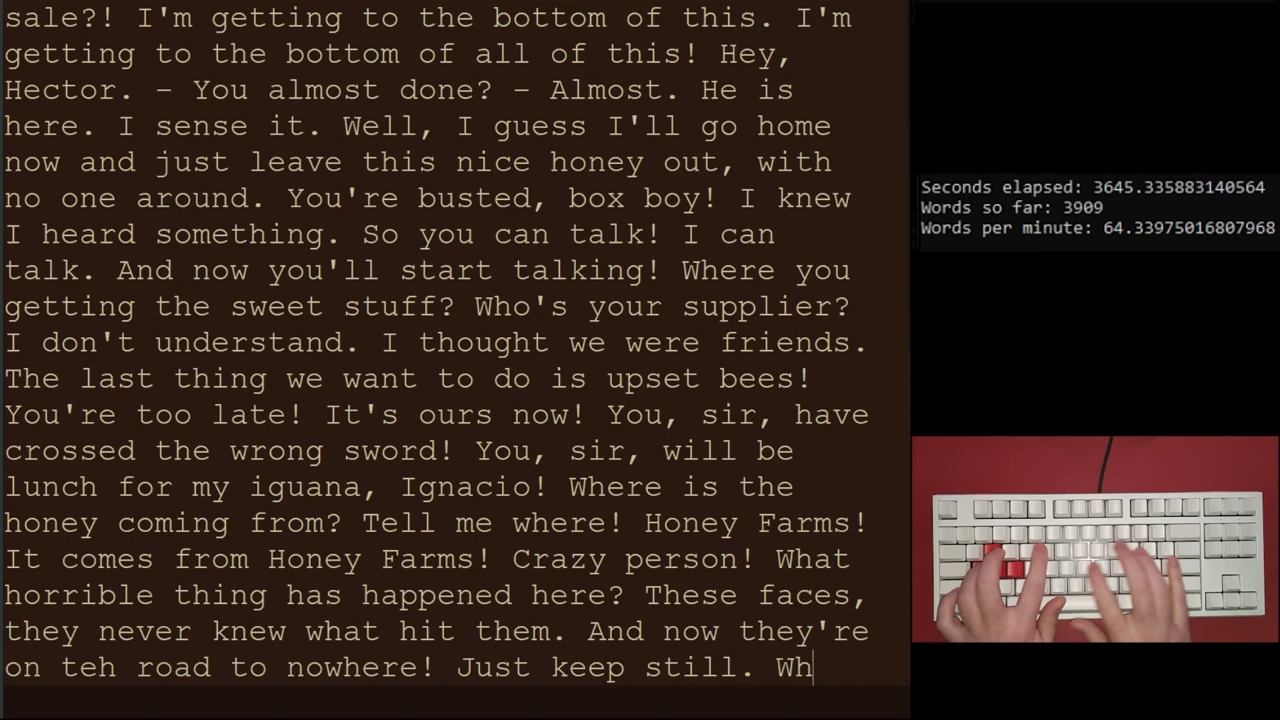 sale?! I'm getting to the bottom of this. I'm
getting to the bottom of all of this! Hey,
Hector. – You almost done? – Almost. He is
here. I sense it. Well, I guess I'll go home
now and just leave this nice honey out, with
no one around. You're busted, box boy! I knew
I heard something. So you can talk! I can
talk. And now you'll start talking! Where you
getting the sweet stuff? Who's your supplier?
I don't understand. I thought we were friends.
The last thing we want to do is upset bees!
You're too late! It's ours now! You, sir, have
crossed the wrong sword! You, sir, will be
lunch for my iguana, Ignacio! Where is the
honey coming from? Tell me where! Honey Farms!
It comes from Honey Farms! Crazy person! What
horrible thing has happened here? These faces,
they never knew what hit them. And now they're
on teh road to nowhere! Just keep still. Wh
Seconds elapsed: 3645.335883140564
Words so far: 3909
Words per minute: 64.33975016807968